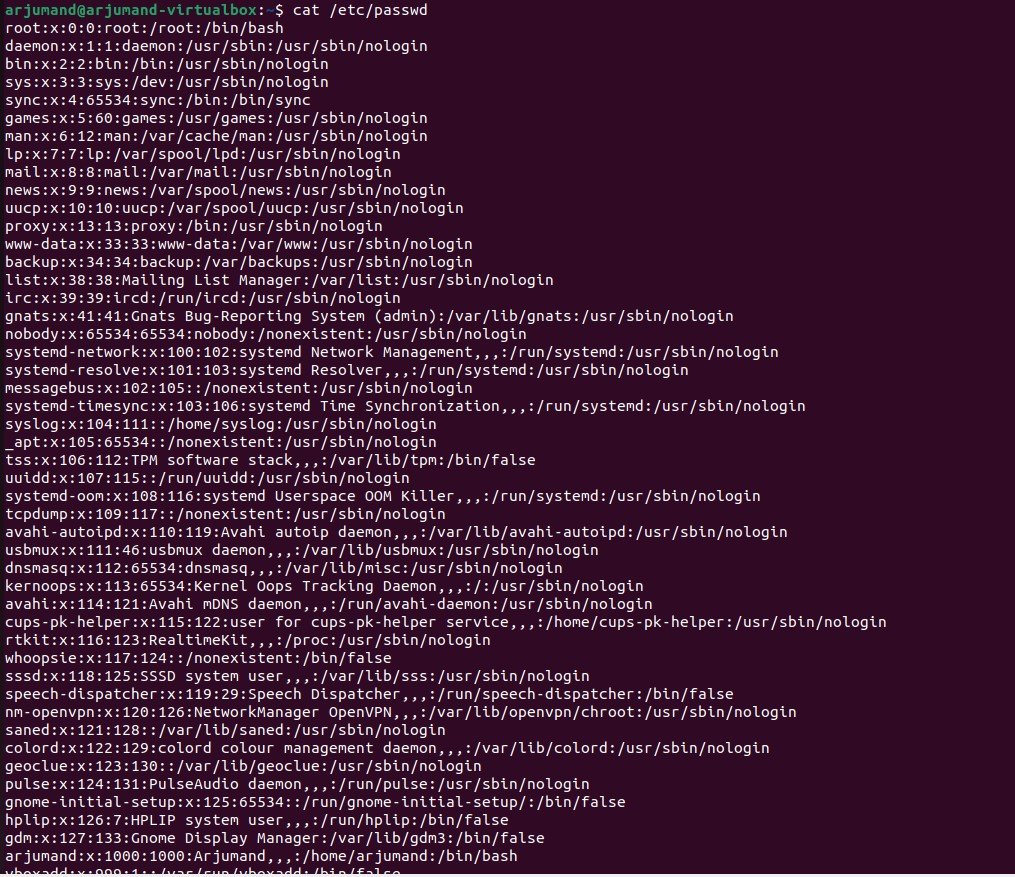 arjumand@arjumand-virtualbox:~$ cat /etc/passwd
root:x:0:0:root:/root:/bin/bash
daemon:x:1:1:daemon:/usr/sbin:/usr/sbin/nologin
bin:x:2:2:bin:/bin:/usr/sbin/nologin
sys:x:3:3:sys:/dev:/usr/sbin/nologin
sync:x:4:65534:sync:/bin:/bin/sync
games:x:5:60:games:/usr/games:/usr/sbin/nologin
man:x:6:12:man:/var/cache/man:/usr/sbin/nologin
lp:x:7:7:lp:/var/spool/lpd:/usr/sbin/nologin
mail:x:8:8:mail:/var/mail:/usr/sbin/nologin
news:x:9:9:news:/var/spool/news:/usr/sbin/nologin
uucp:x:10:10:uucp:/var/spool/uucp:/usr/sbin/nologin
proxy:x:13:13:proxy:/bin:/usr/sbin/nologin
www-data:x:33:33:www-data:/var/www:/usr/sbin/nologin
backup:x:34:34:backup:/var/backups:/usr/sbin/nologin
list:x:38:38:Mailing List Manager:/var/list:/usr/sbin/nologin
irc:x:39:39:ircd:/run/ircd:/usr/sbin/nologin
gnats:x:41:41:Gnats Bug-Reporting System (admin):/var/lib/gnats:/usr/sbin/nologin
nobody:x:65534:65534:nobody:/nonexistent:/usr/sbin/nologin
systemd-network:x:100:102:systemd Network Management,,,:/run/systemd:/usr/sbin/nologin
systemd-resolve:x:101:103:systemd Resolver,,,:/run/systemd:/usr/sbin/nologin
messagebus:x:102:105::/nonexistent:/usr/sbin/nologin
systemd-timesync:x:103:106:systemd Time Synchronization,,,:/run/systemd:/usr/sbin/nologin
syslog:x:104:111::/home/syslog:/usr/sbin/nologin
_apt:x:105:65534::/nonexistent:/usr/sbin/nologin
tss:x:106:112:TPM software stack,,,:/var/lib/tpm:/bin/false
uuidd:x:107:115::/run/uuidd:/usr/sbin/nologin
systemd-oom:x:108:116:systemd Userspace OOM Killer,,,:/run/systemd:/usr/sbin/nologin
tcpdump:x:109:117::/nonexistent:/usr/sbin/nologin
avahi-autoipd:x:110:119:Avahi autoip daemon,,,:/var/lib/avahi-autoipd:/usr/sbin/nologin
usbmux:x:111:46:usbmux daemon,,,:/var/lib/usbmux:/usr/sbin/nologin
dnsmasq:x:112:65534:dnsmasq,,,:/var/lib/misc:/usr/sbin/nologin
kernoops:x:113:65534:Kernel Oops Tracking Daemon,,,:/:/usr/sbin/nologin
avahi:x:114:121:Avahi mDNS daemon,,,:/run/avahi-daemon:/usr/sbin/nologin
cups-pk-helper:x:115:122:user for cups-pk-helper service,,,:/home/cups-pk-helper:/usr/sbin/nologin
rtkit:x:116:123:RealtimeKit,,,:/proc:/usr/sbin/nologin
whoopsie:x:117:124::/nonexistent:/bin/false
sssd:x:118:125:SSSD system user,,,:/var/lib/sss:/usr/sbin/nologin
speech-dispatcher:x:119:29:Speech Dispatcher,,,:/run/speech-dispatcher:/bin/false
nm-openvpn:x:120:126:NetworkManager OpenVPN,,,:/var/lib/openvpn/chroot:/usr/sbin/nologin
saned:x:121:128::/var/lib/saned:/usr/sbin/nologin
colord:x:122:129:colord colour management daemon,,,:/var/lib/colord:/usr/sbin/nologin
geoclue:x:123:130::/var/lib/geoclue:/usr/sbin/nologin
pulse:x:124:131:PulseAudio daemon,,,:/run/pulse:/usr/sbin/nologin
gnome-initial-setup:x:125:65534::/run/gnome-initial-setup/:/bin/false
hplip:x:126:7:HPLIP system user,,,:/run/hplip:/bin/false
gdm:x:127:133:Gnome Display Manager:/var/lib/gdm3:/bin/false
arjumand:x:1000:1000:Arjumand,,,:/home/arjumand:/bin/bash
vboxadd:x:999:1::/var/run/vboxadd:/bin/false